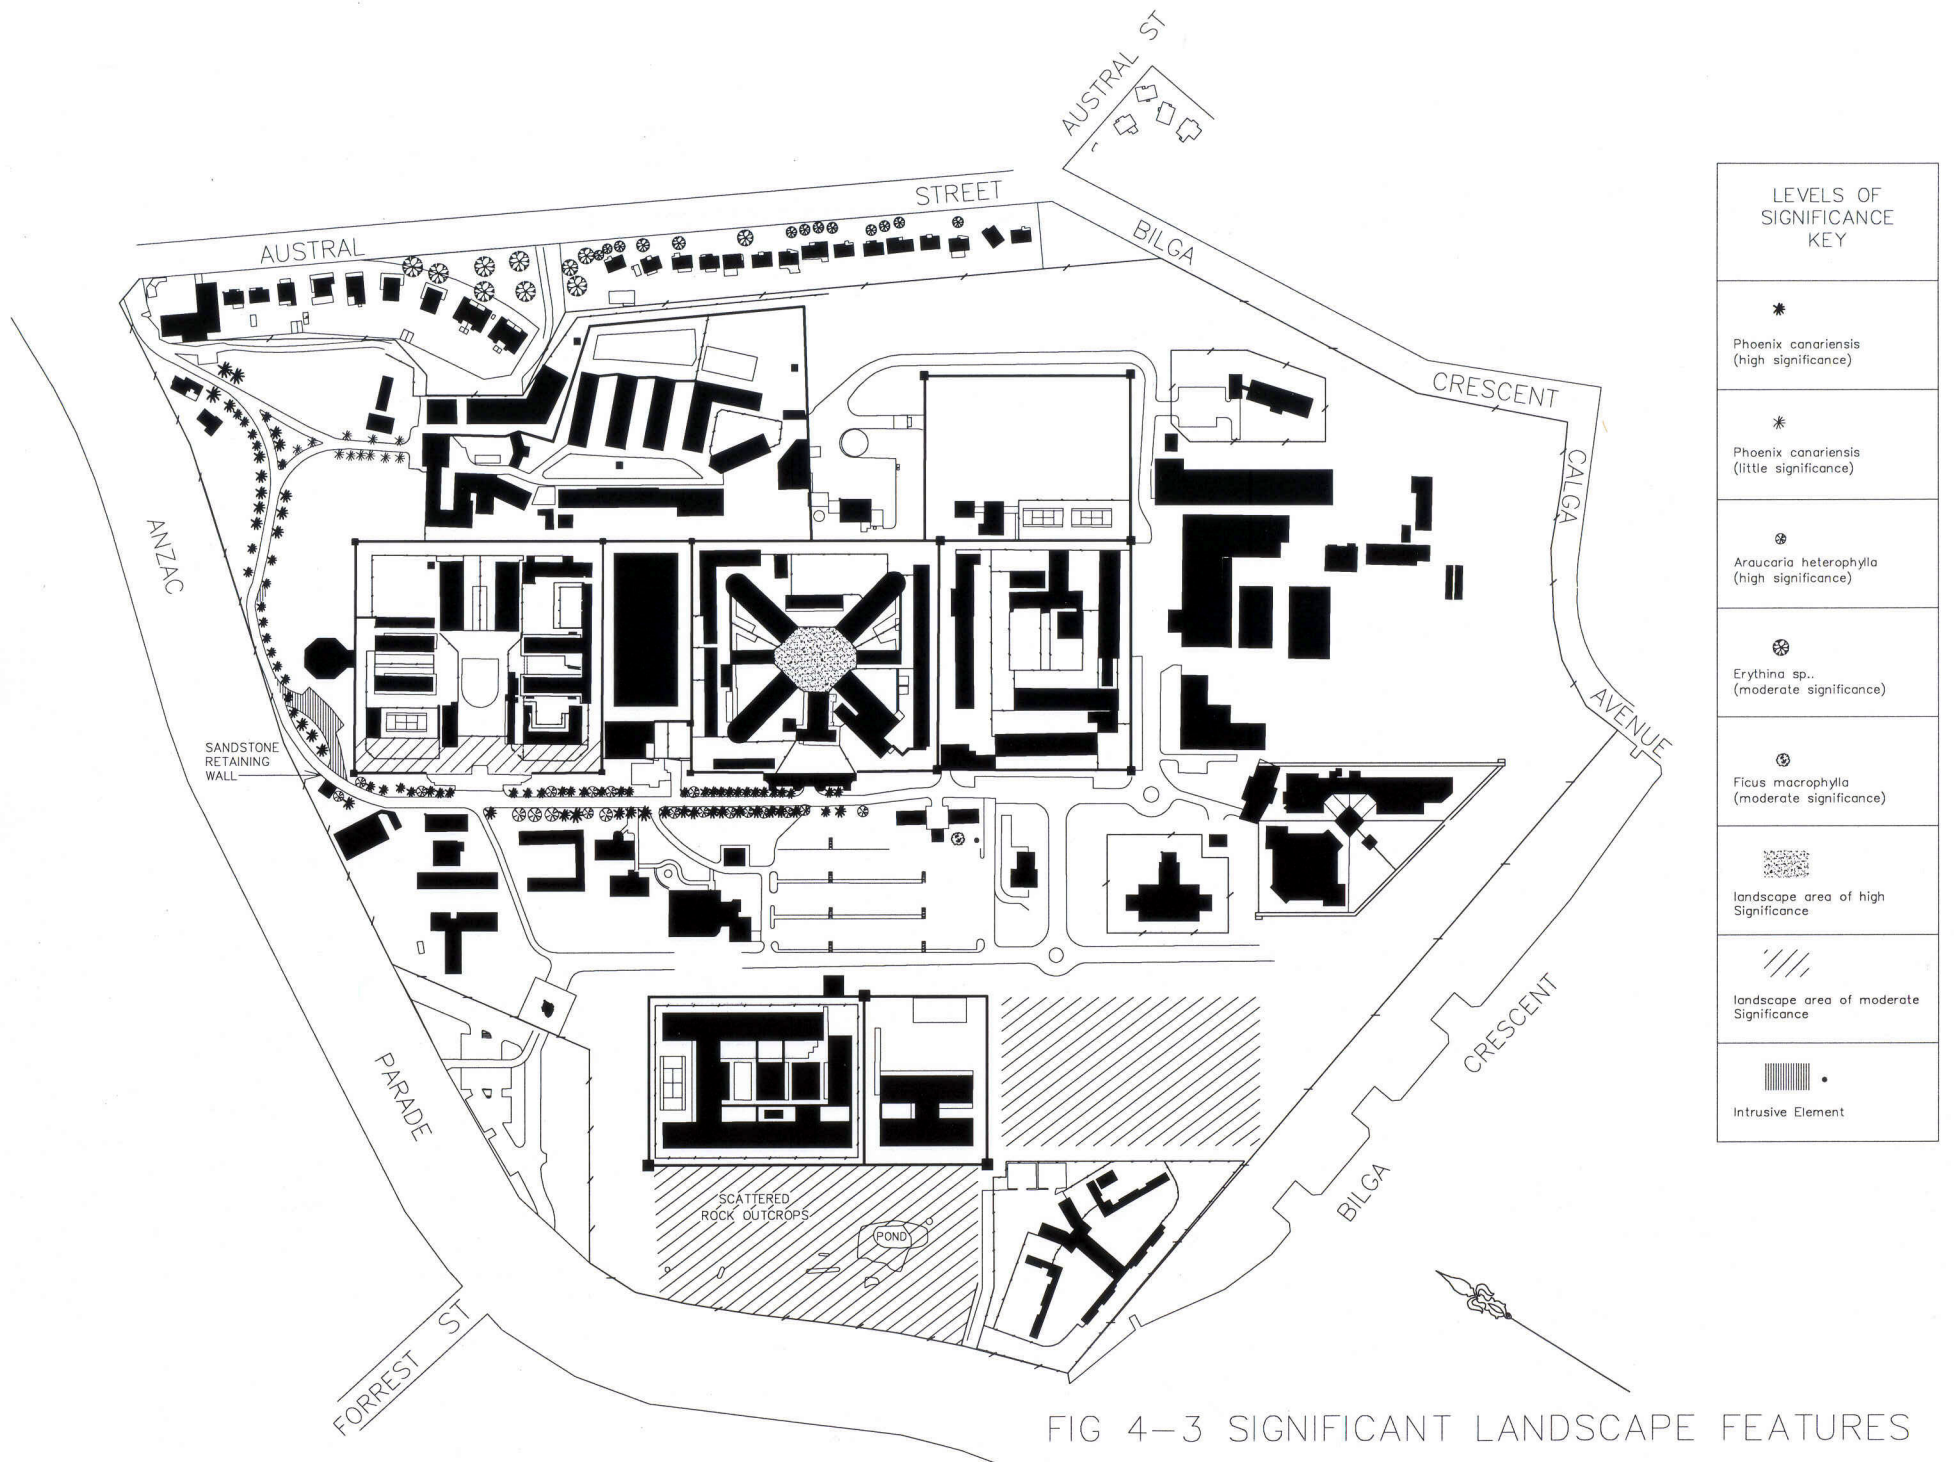 AUSTRAL ST
AUSTRAL STREET
BILGA
CRESCENT
CALGA
AVENUE
ANZAC
SANDSTONE
RETAINING
WALL
PARADE
SCATTERED
ROCK OUTCROPS
POND
BILGA
CRESCENT
FORREST ST
LEVELS OF
SIGNIFICANCE
KEY
Phoenix canariensis
(high significance)
Phoenix canariensis
(little significance)
Araucaria heterophylla
(high significance)
Erythina sp..
(moderate significance)
Ficus macrophylla
(moderate significance)
landscape area of high
Significance
landscape area of moderate
Significance
Intrusive Element
FIG 4-3 SIGNIFICANT LANDSCAPE FEATURES